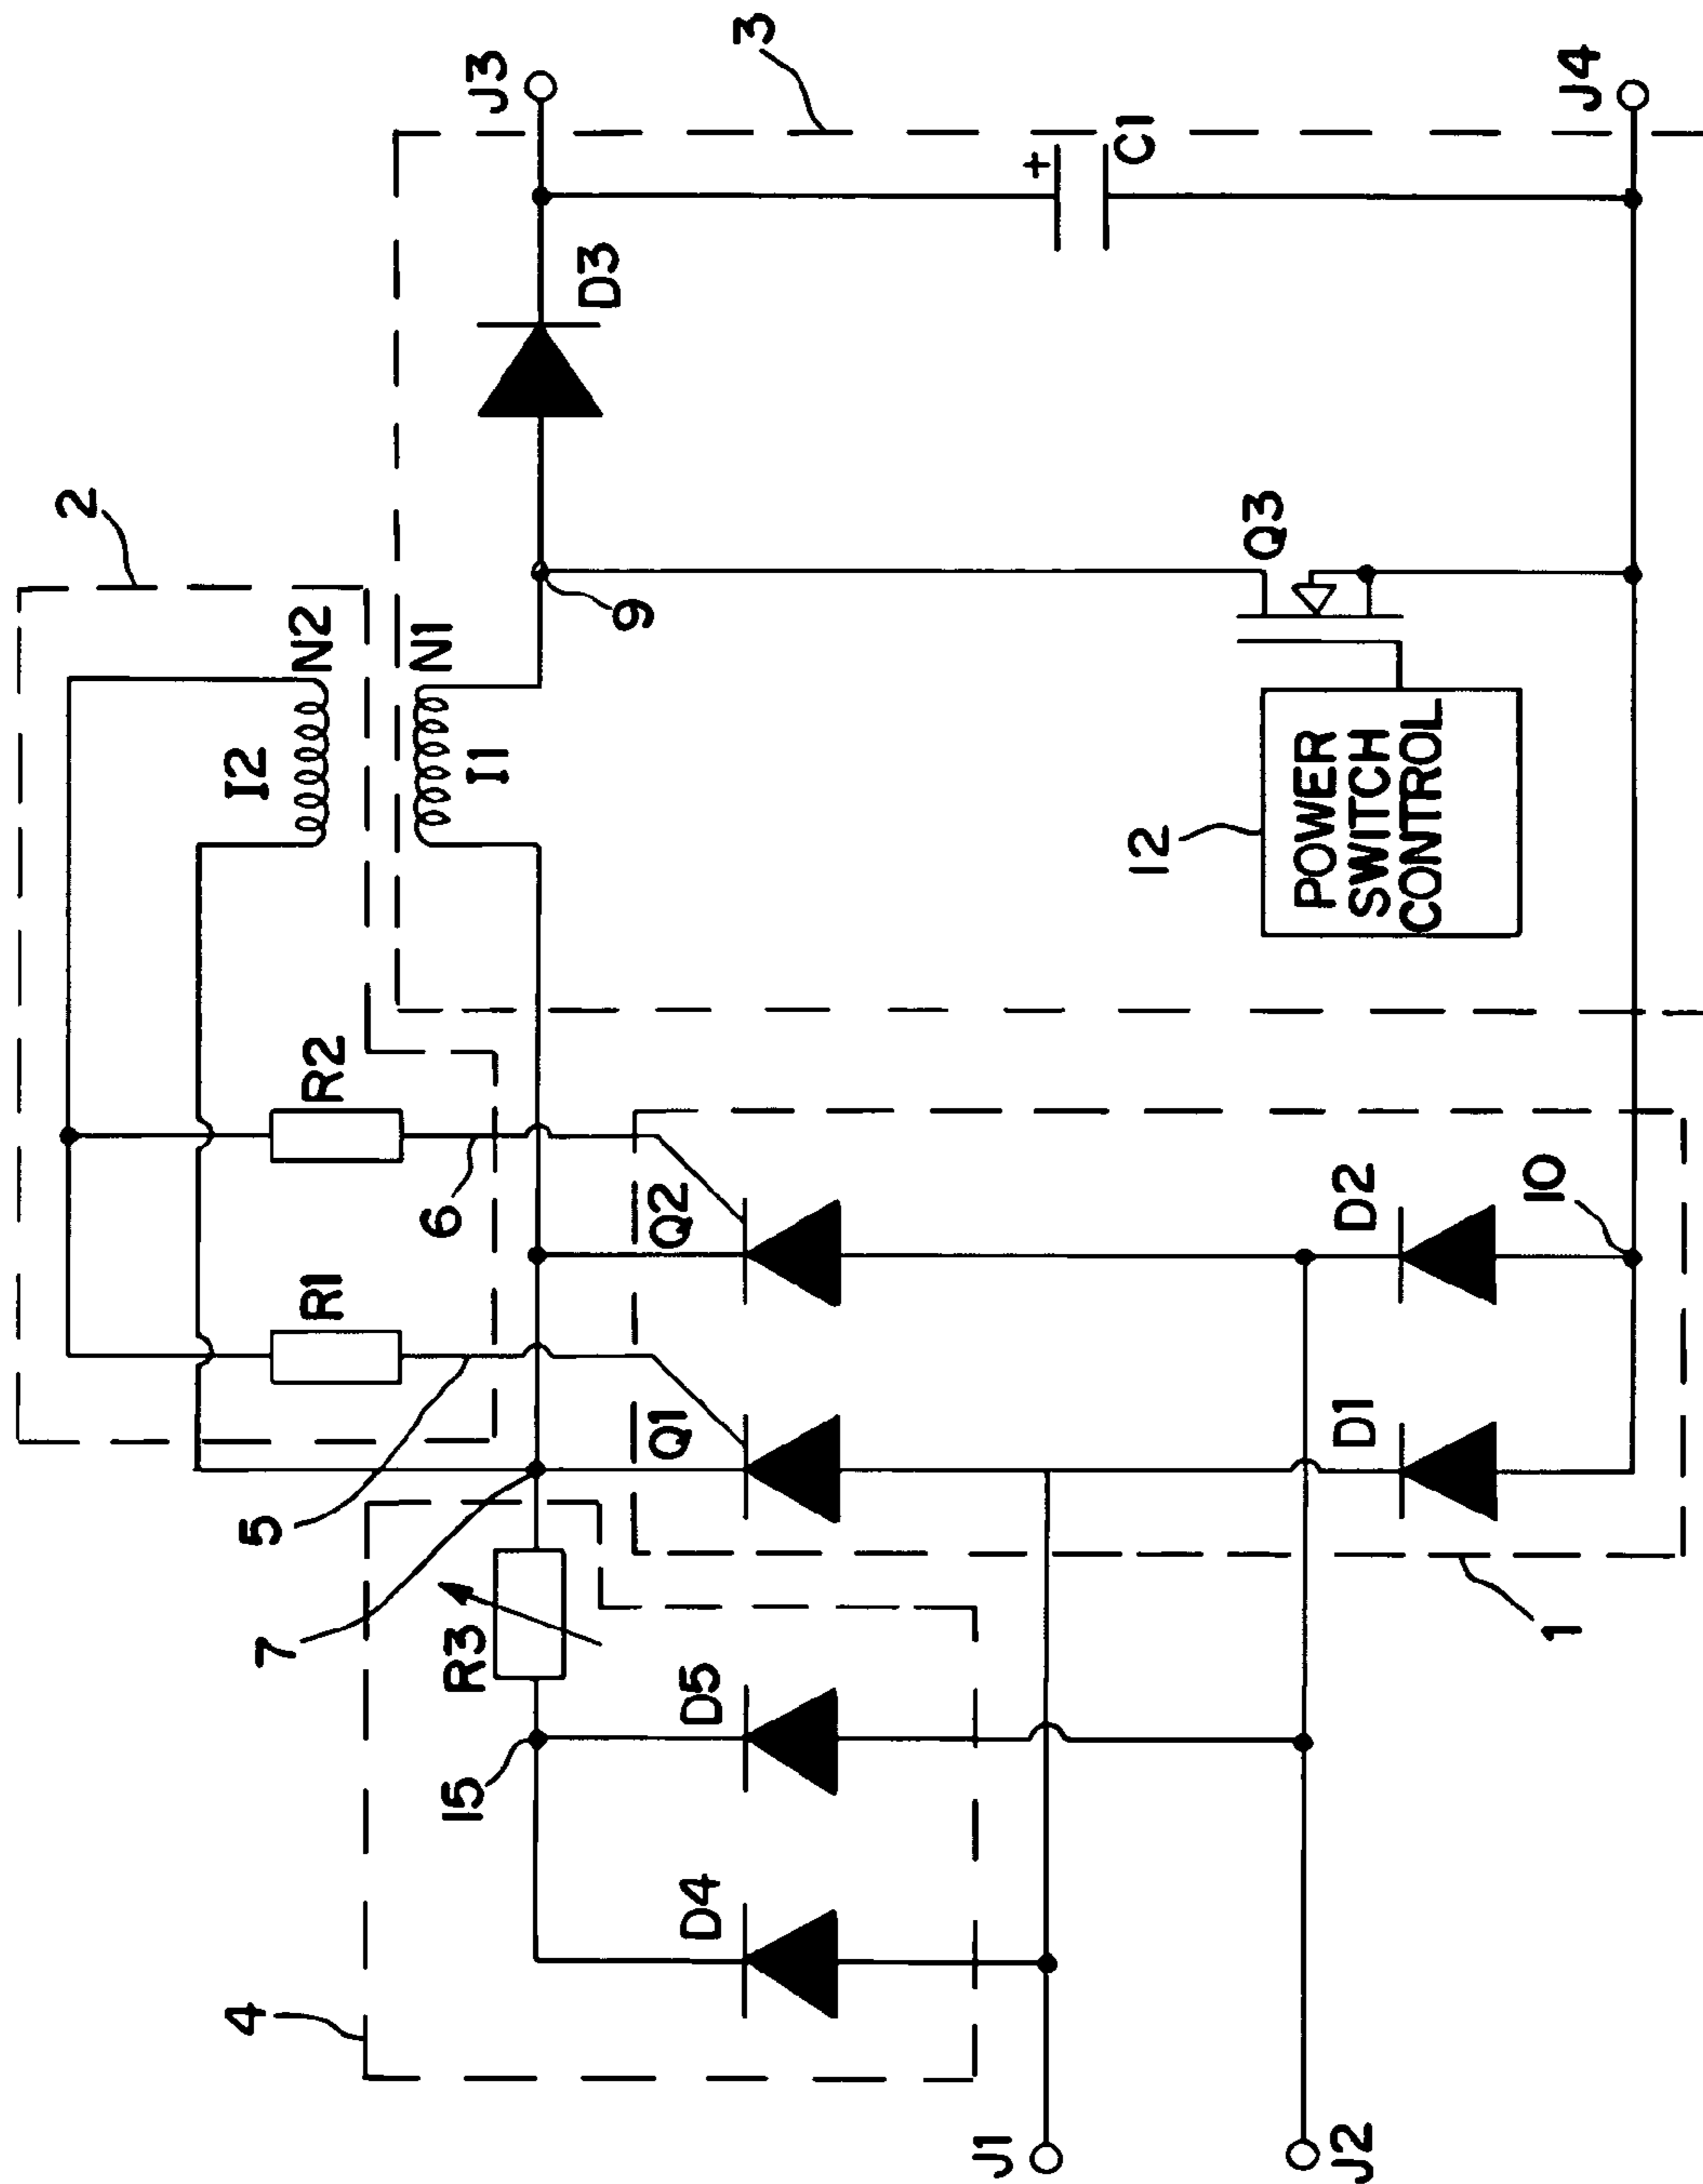 2
I2
N2
N1
I1
R2
R1
6
5
7
9
D3
J3
3
+
C1
Q3
12
POWER
SWITCH
CONTROL
J4
Q2
Q1
D2
D1
10
1
4
R3
15
D5
D4
J1
J2